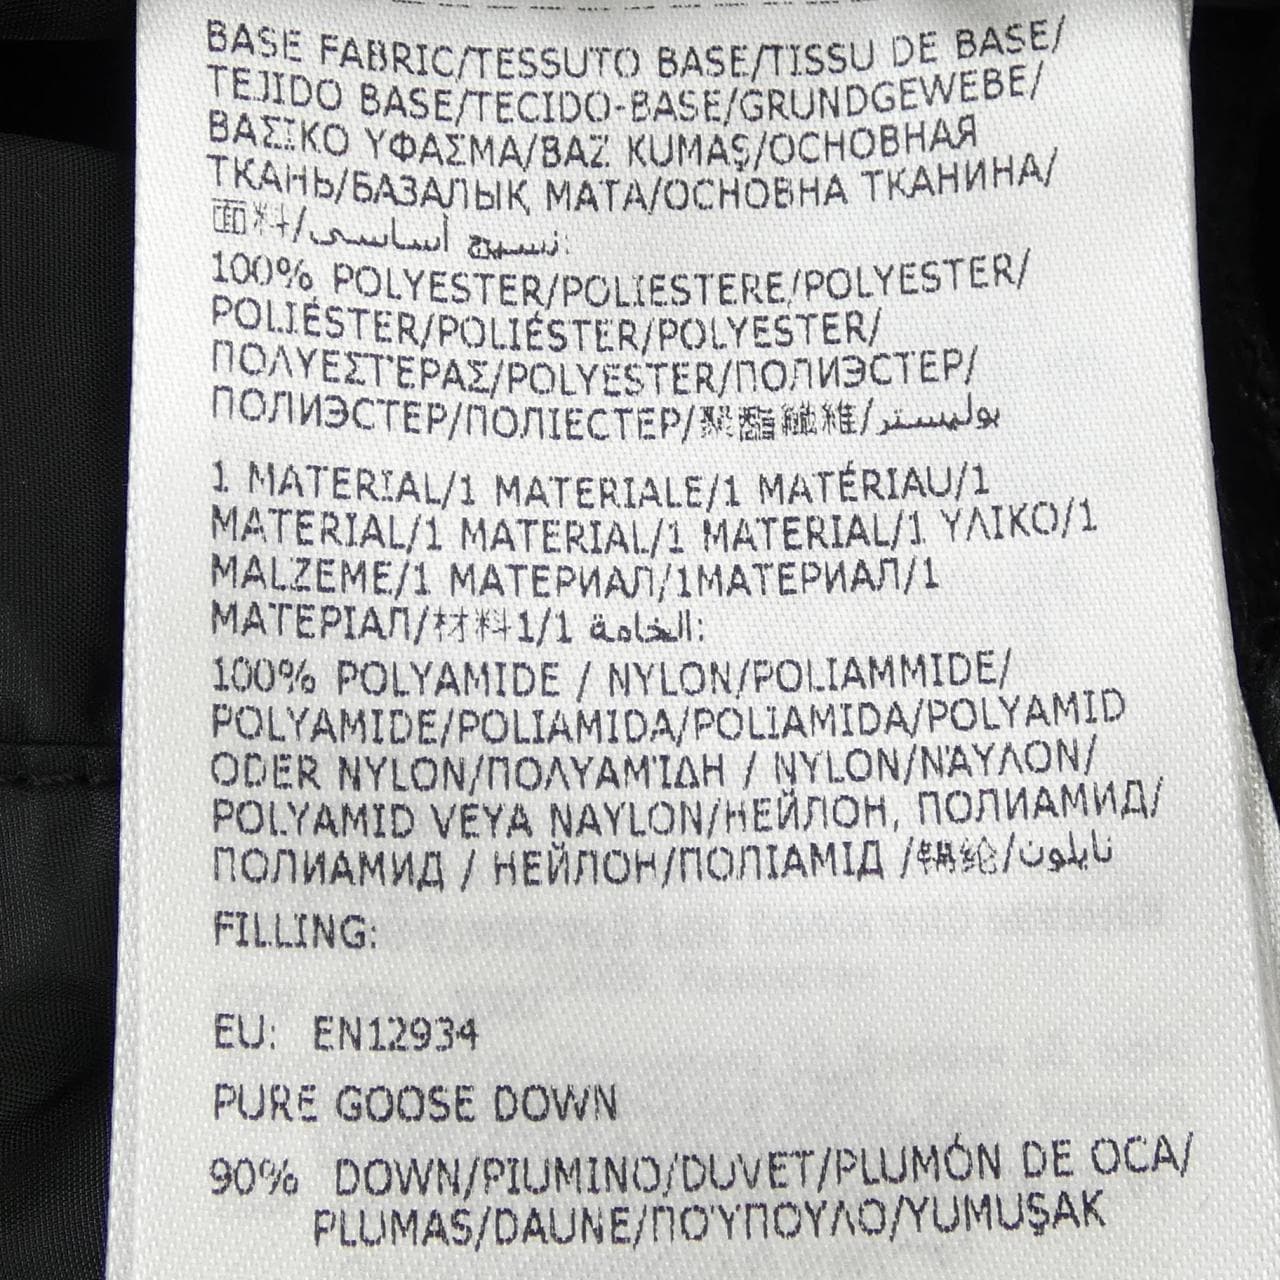 BASE FABRIC/TESSUTO BASE/TISSU DE BASE/
TEJIDO BASE/TECIDO-BASE/GRUNDGEWEBE/
ΒΑΣΙΚΟ ΥΦΑΣΜΑ/BAZ KUMAŞ/ОСНОВНАЯ
ТКАНЬ/БАЗАЛЫҚ МАТА/ОСНОВНА ТКАНИНА/
面料/نسيج أساسى:
100% POLYESTER/POLIESTERE/POLYESTER/
POLIÉSTER/POLIÉSTER/POLYESTER/
ΠΟΛΥΕΣΤΈΡΑΣ/POLYESTER/ПОЛИЭСТЕР/
ПОЛИЭСТЕР/ПОЛІЕСТЕР/聚酯纖維/بوليستر
1 MATERIAL/1 MATERIALE/1 MATÉRIAU/1
MATERIAL/1 MATERIAL/1 MATERIAL/1 ΥΛΙΚΟ/1
MALZEME/1 МАТЕРИАЛ/1МАТЕРИАЛ/1
МАТЕРІАЛ/材料1/1 الخامة:
100% POLYAMIDE / NYLON/POLIAMMIDE/
POLYAMIDE/POLIAMIDA/POLIAMIDA/POLYAMID
ODER NYLON/ΠΟΛΥΑΜΊΔΗ / NYLON/ΝΆΥΛΟΝ/
POLYAMID VEYA NAYLON/НЕЙЛОН, ПОЛИАМИД/
ПОЛИАМИД / НЕЙЛОН/ПОЛІАМІД /锦纶/نايلون
FILLING:
EU: EN12934
PURE GOOSE DOWN
90% DOWN/PIUMINO/DUVET/PLUMÓN DE OCA/
PLUMAS/DAUNE/ΠΟΎΠΟΥΛΟ/YUMUŞAK